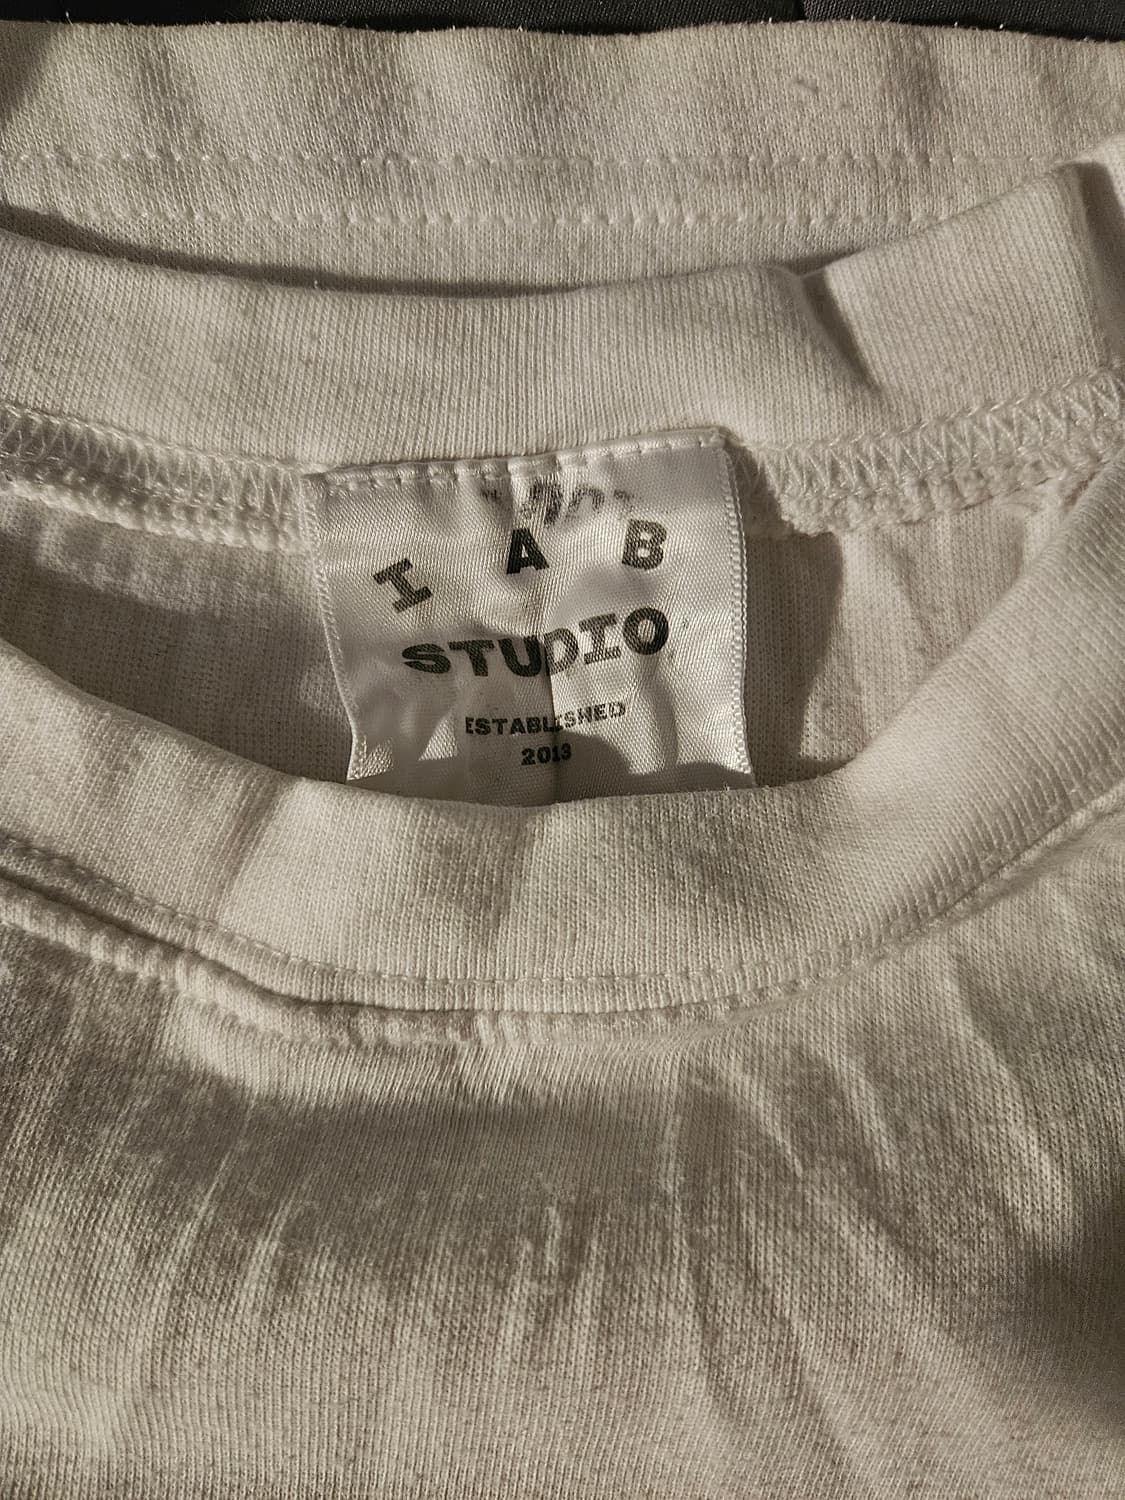 I A B
STUDIO
ESTABLISHED
2013